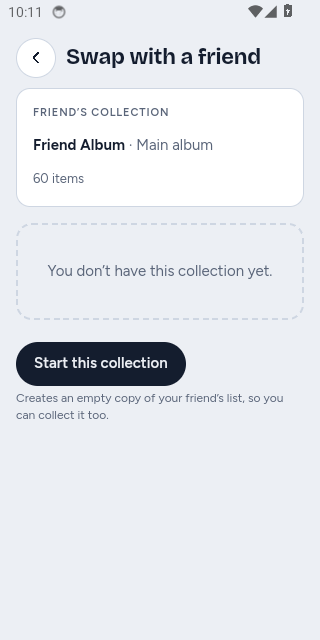 10:11
Swap with a friend
FRIEND'S COLLECTION
Friend Album · Main album
60 items
You don't have this collection yet.
Start this collection
Creates an empty copy of your friend's list, so you
can collect it too.